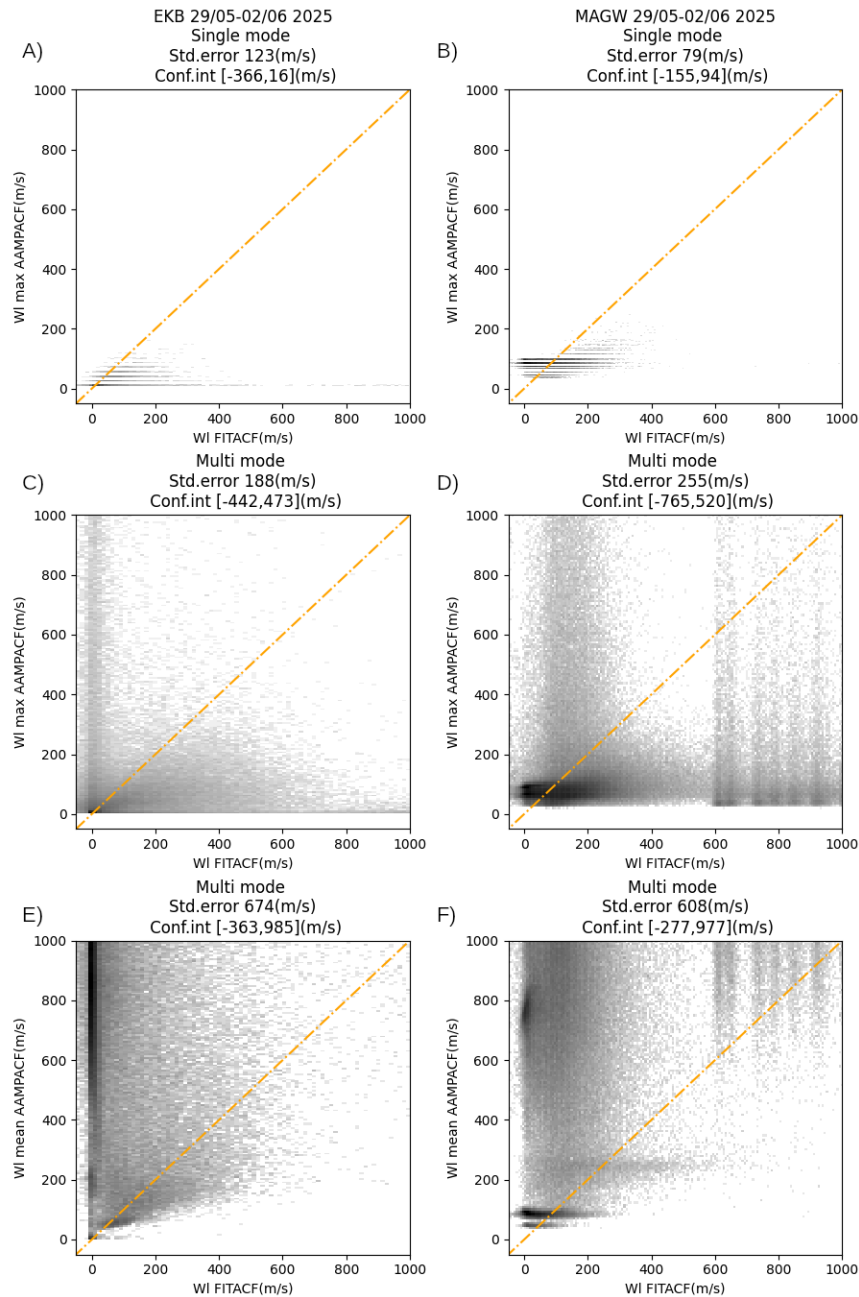 EKB 29/05-02/06 2025
Single mode
Std.error 123(m/s)
Conf.int [-366,16](m/s)
A)
1000
800
600
400
200
0
Wl max AAMPACF(m/s)
0 200 400 600 800 1000
Wl FITACF(m/s)
MAGW 29/05-02/06 2025
Single mode
Std.error 79(m/s)
Conf.int [-155,94](m/s)
B)
1000
800
600
400
200
0
Wl max AAMPACF(m/s)
0 200 400 600 800 1000
Wl FITACF(m/s)
Multi mode
Std.error 188(m/s)
Conf.int [-442,473](m/s)
C)
1000
800
600
400
200
0
Wl max AAMPACF(m/s)
0 200 400 600 800 1000
Wl FITACF(m/s)
Multi mode
Std.error 255(m/s)
Conf.int [-765,520](m/s)
D)
1000
800
600
400
200
0
Wl max AAMPACF(m/s)
0 200 400 600 800 1000
Wl FITACF(m/s)
Multi mode
Std.error 674(m/s)
Conf.int [-363,985](m/s)
E)
1000
800
600
400
200
0
Wl mean AAMPACF(m/s)
0 200 400 600 800 1000
Wl FITACF(m/s)
Multi mode
Std.error 608(m/s)
Conf.int [-277,977](m/s)
F)
1000
800
600
400
200
0
Wl mean AAMPACF(m/s)
0 200 400 600 800 1000
Wl FITACF(m/s)